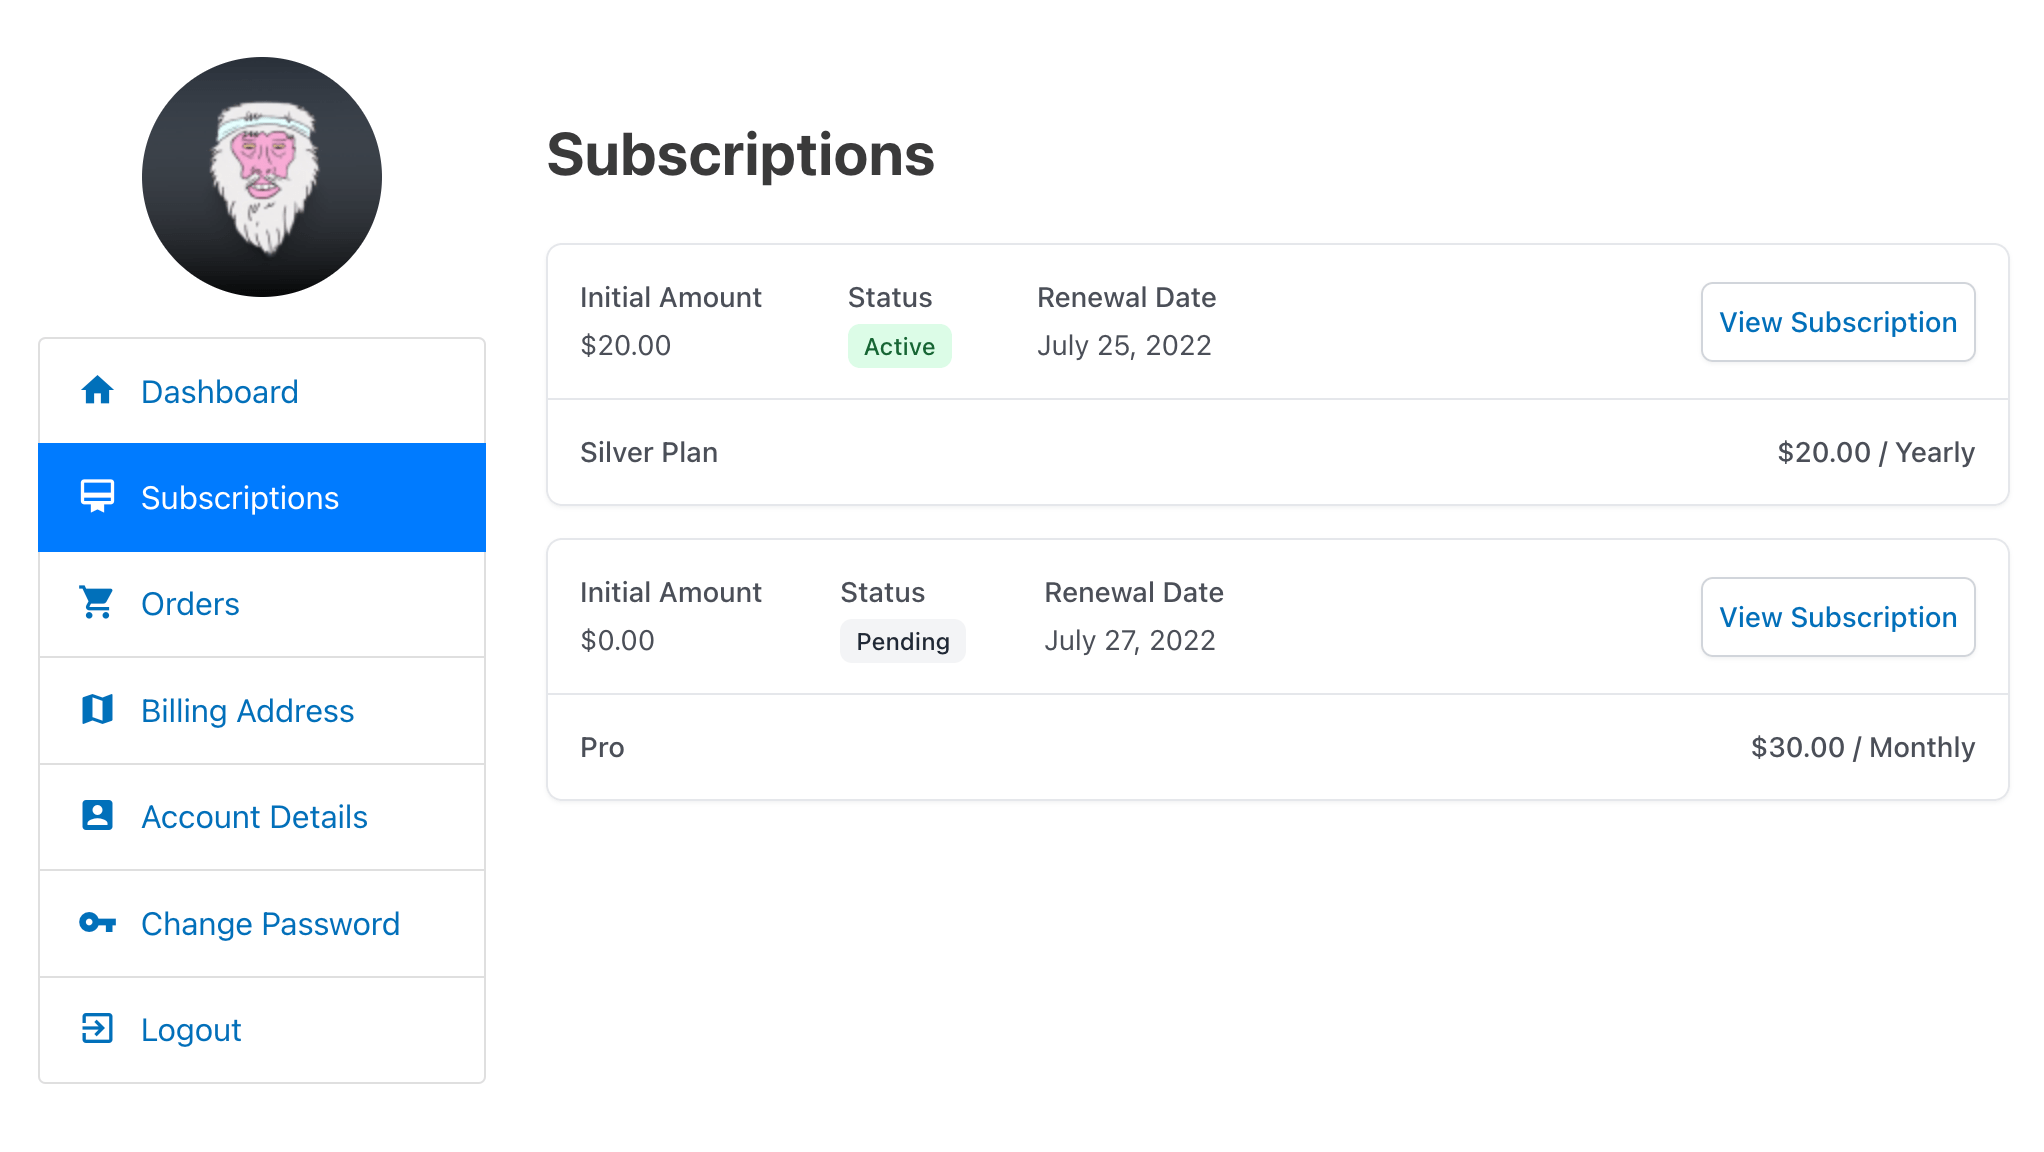 Dashboard
Subscriptions
Orders
Billing Address
Account Details
Change Password
Logout
Subscriptions
Initial Amount Status Renewal Date
$20.00 Active July 25, 2022
View Subscription
Silver Plan $20.00 / Yearly
Initial Amount Status Renewal Date
$0.00 Pending July 27, 2022
View Subscription
Pro $30.00 / Monthly